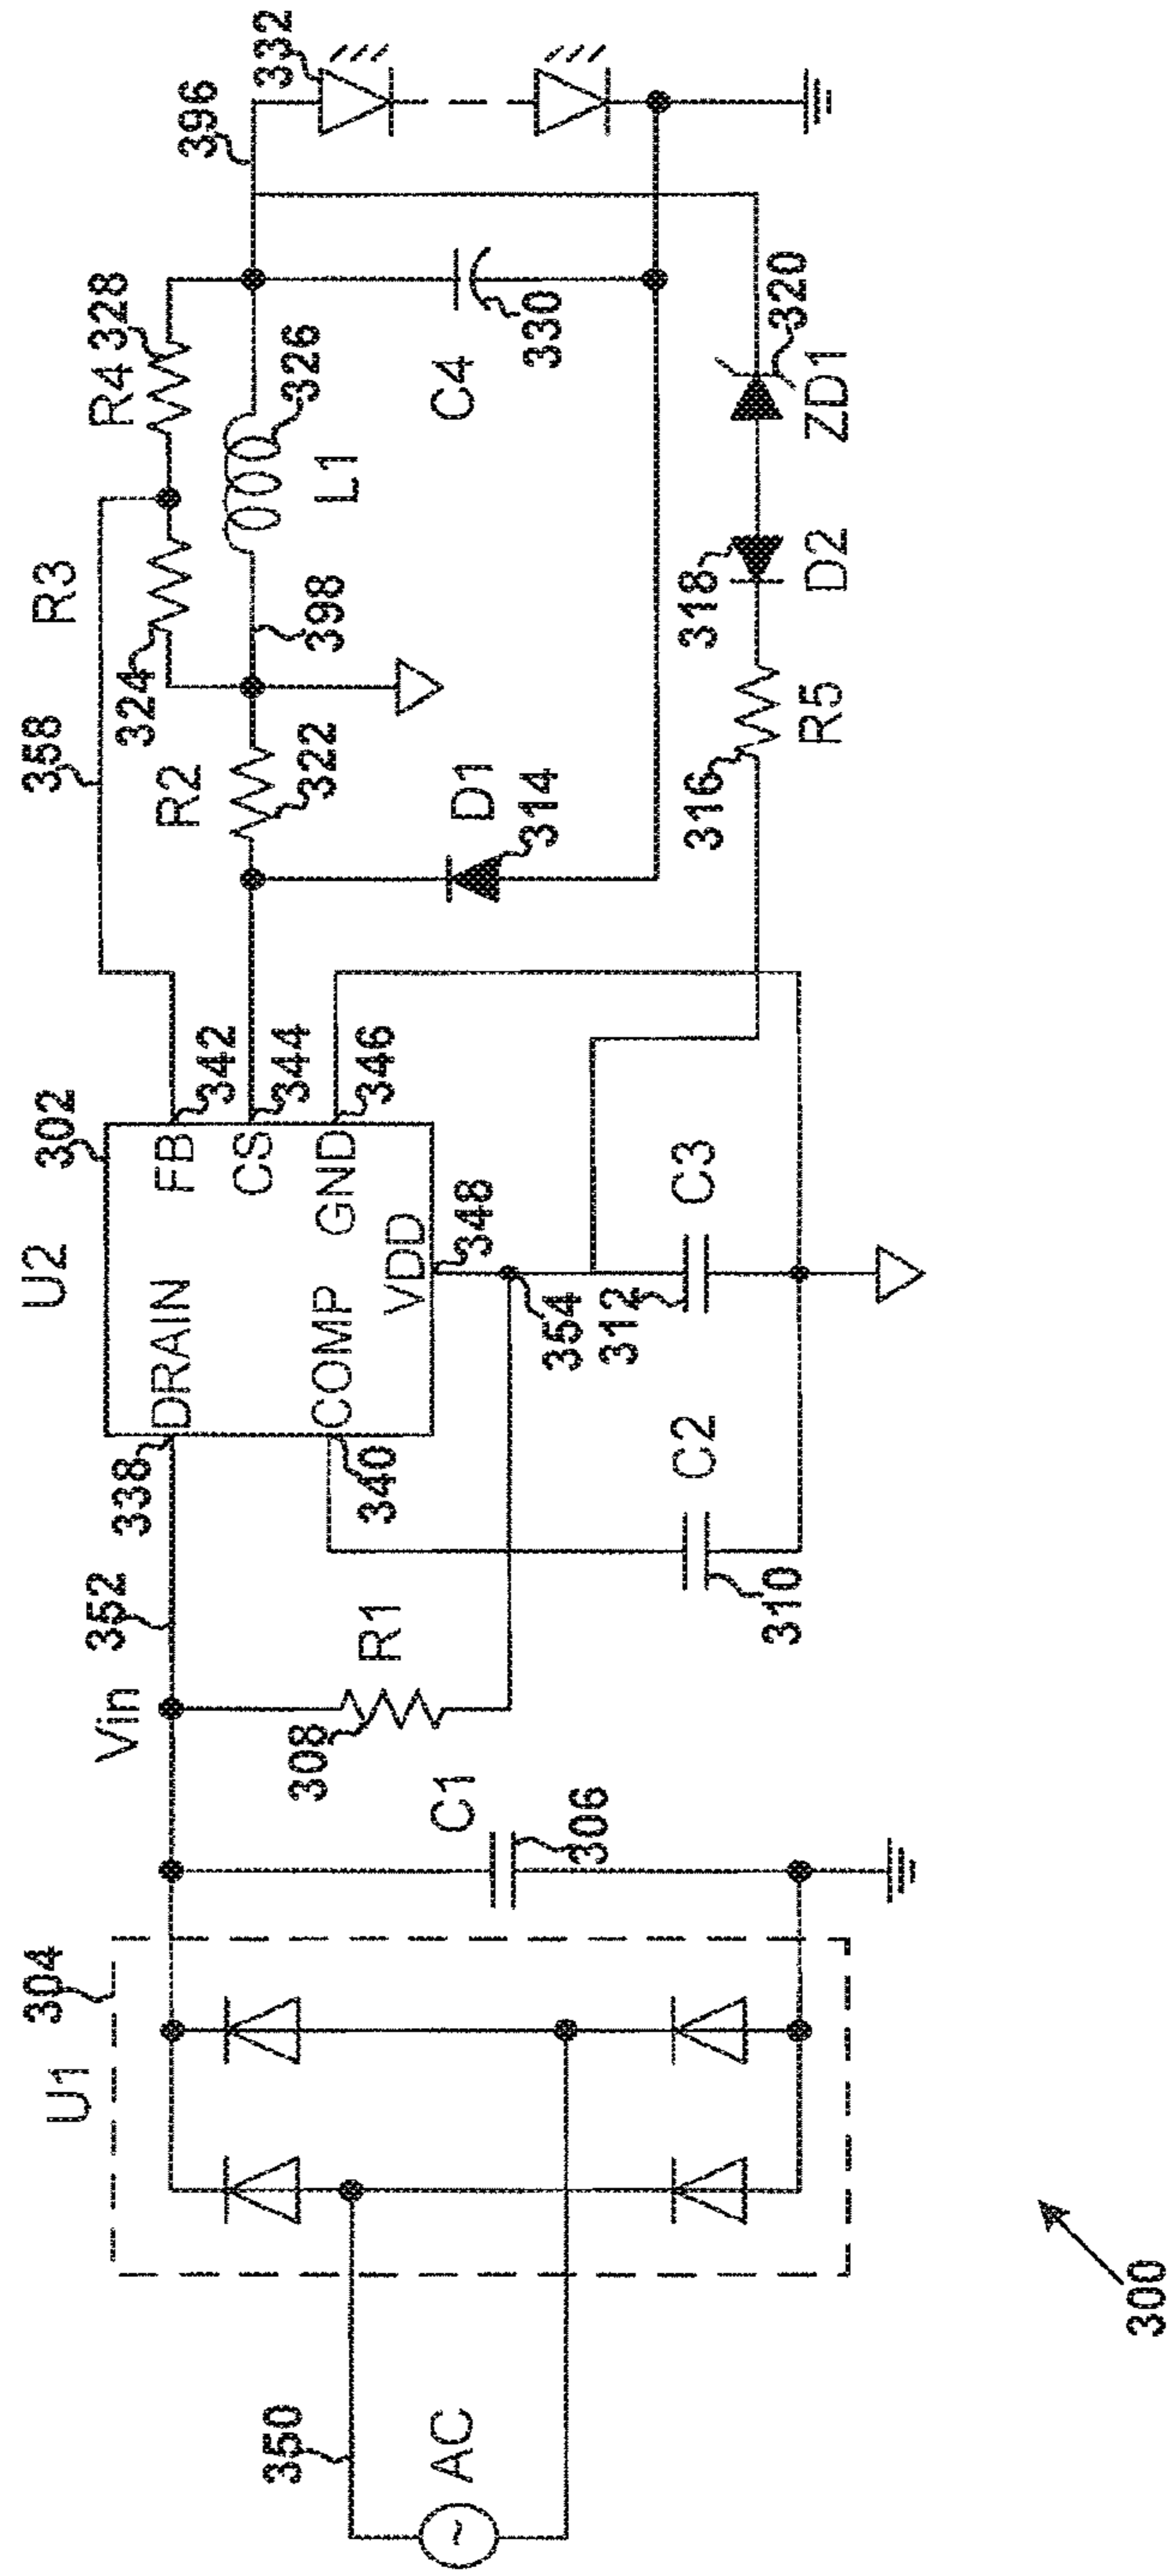 300
AC
~
350
U1
304
C1
306
Vin
352
R1
308
338
340
C2
310
U2
302
DRAIN
COMP
VDD
FB
CS
GND
342
344
346
348
354
312
C3
358
R3
324
R4
328
R2
322
398
L1
326
396
332
D1
314
C4
330
316
R5
318
D2
320
ZD1